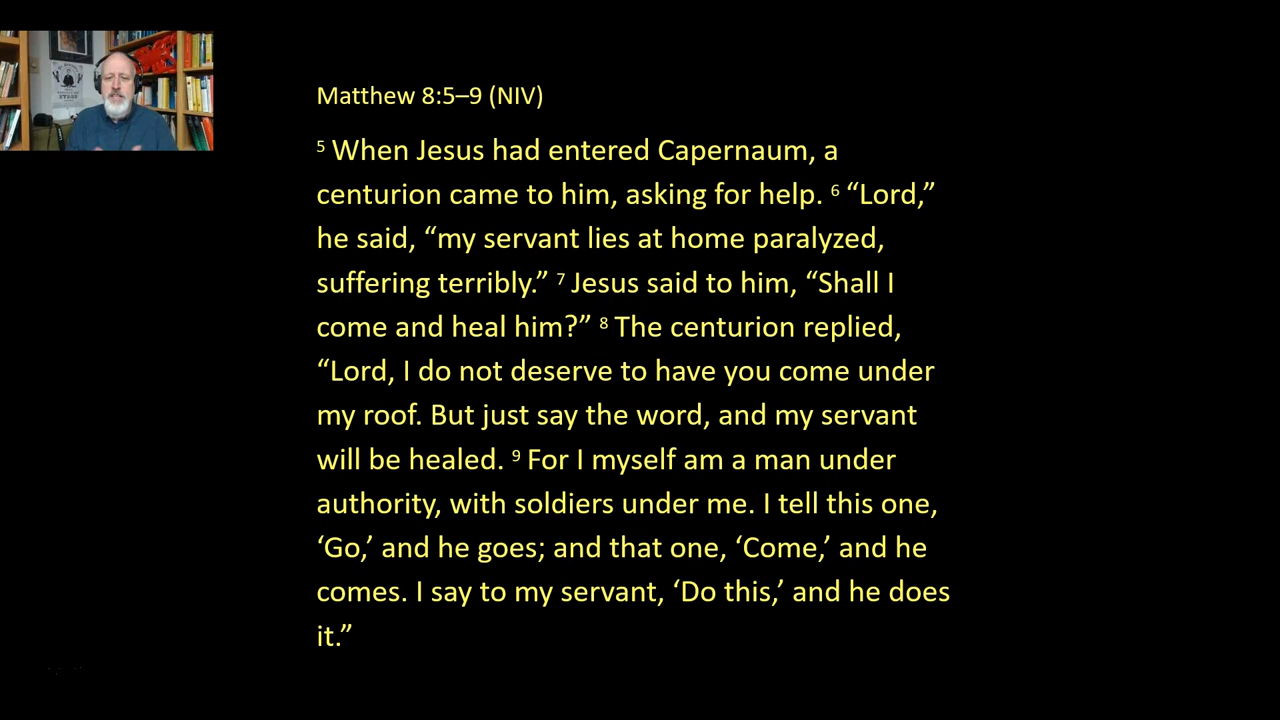 Matthew 8:5–9 (NIV)
5 When Jesus had entered Capernaum, a
centurion came to him, asking for help. 6 “Lord,”
he said, “my servant lies at home paralyzed,
suffering terribly.” 7 Jesus said to him, “Shall I
come and heal him?” 8 The centurion replied,
“Lord, I do not deserve to have you come under
my roof. But just say the word, and my servant
will be healed. 9 For I myself am a man under
authority, with soldiers under me. I tell this one,
‘Go,’ and he goes; and that one, ‘Come,’ and he
comes. I say to my servant, ‘Do this,’ and he does
it.”